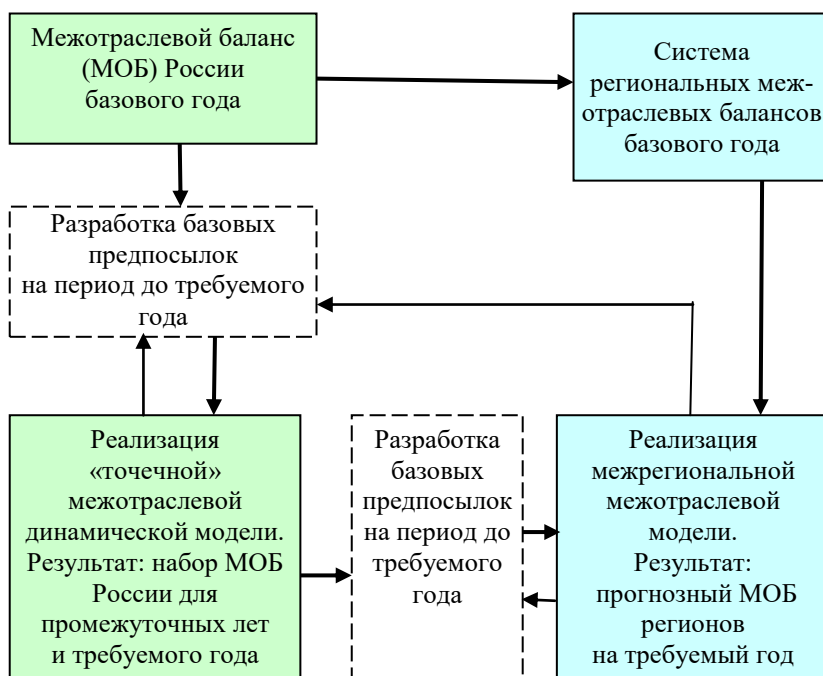 Межотраслевой баланс
(МОБ) России
базового года
Система
региональных меж-
отраслевых балансов
базового года
Разработка базовых
предпосылок
на период до требуемого
года
Реализация
«точечной»
межотраслевой
динамической модели.
Результат: набор МОБ
России для
промежуточных лет
и требуемого года
Разработка
базовых
предпосылок
на период до
требуемого
года
Реализация
межрегиональной
межотраслевой
модели.
Результат:
прогнозный МОБ
регионов
на требуемый год